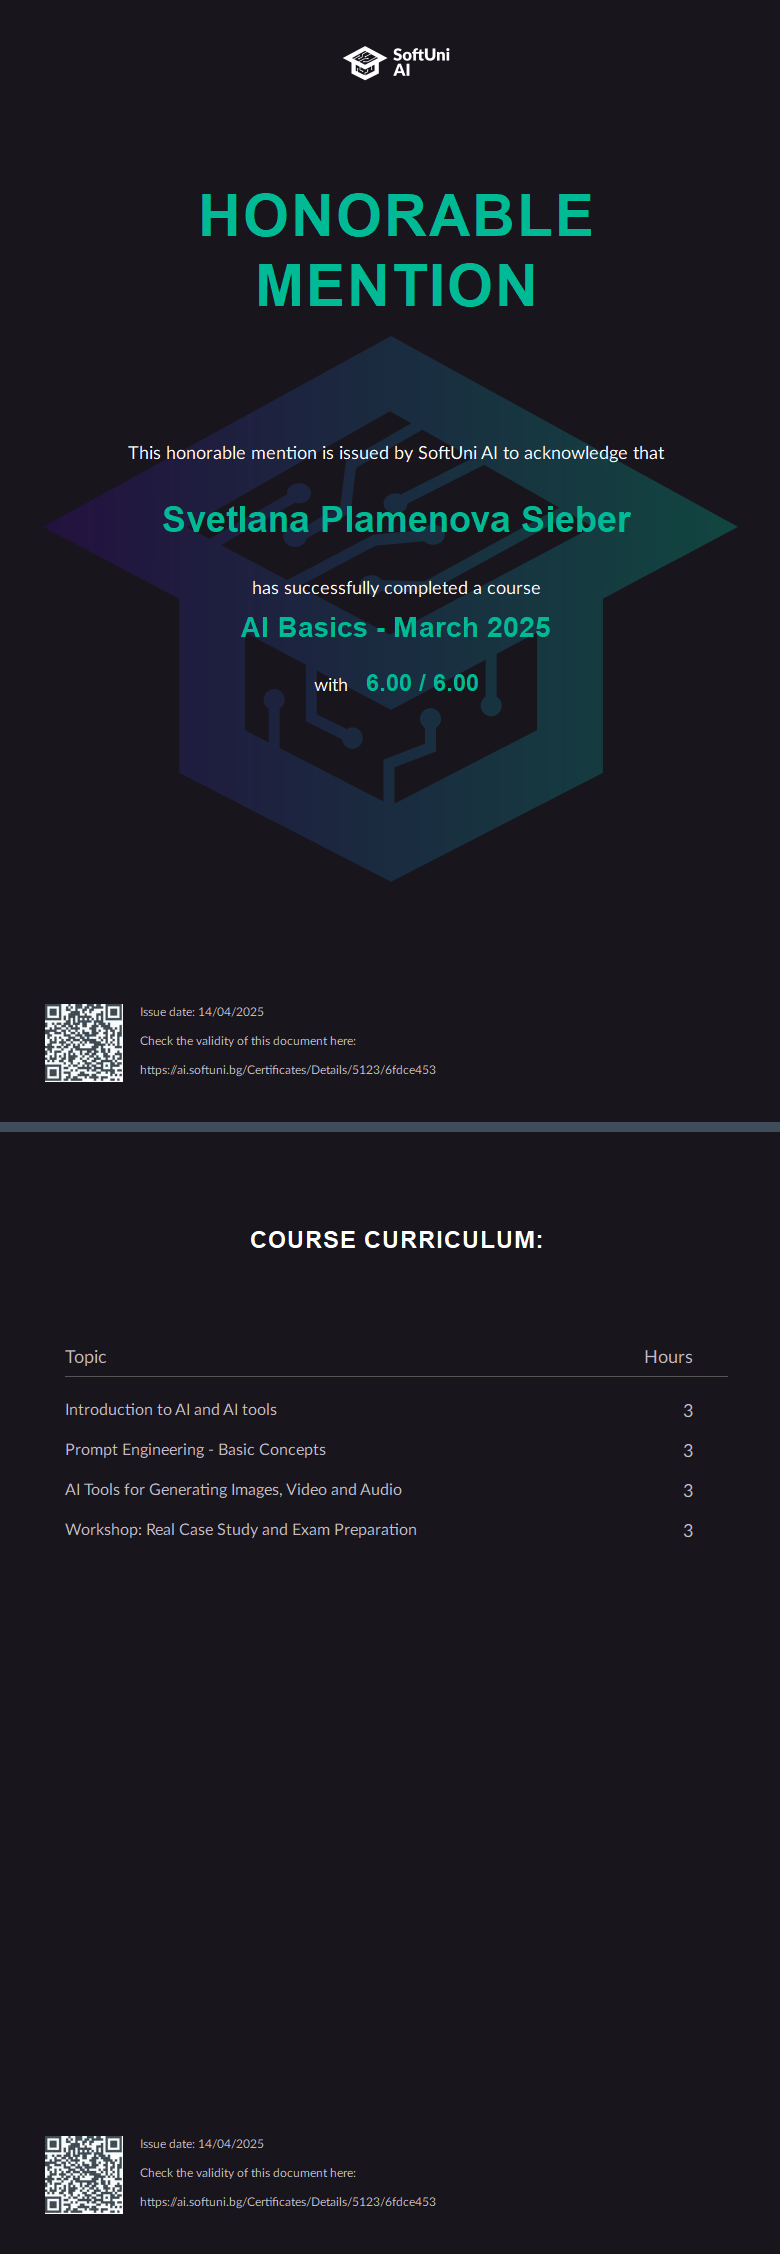 SoftUni
AI
HONORABLE
MENTION
This honorable mention is issued by SoftUni AI to acknowledge that
Svetlana Plamenova Sieber
has successfully completed a course
AI Basics - March 2025
with 6.00 / 6.00
Issue date: 14/04/2025
Check the validity of this document here:
https://ai.softuni.bg/Certificates/Details/5123/6fdce453
COURSE CURRICULUM:
Topic Hours
Introduction to AI and AI tools 3
Prompt Engineering - Basic Concepts 3
AI Tools for Generating Images, Video and Audio 3
Workshop: Real Case Study and Exam Preparation 3
Issue date: 14/04/2025
Check the validity of this document here:
https://ai.softuni.bg/Certificates/Details/5123/6fdce453